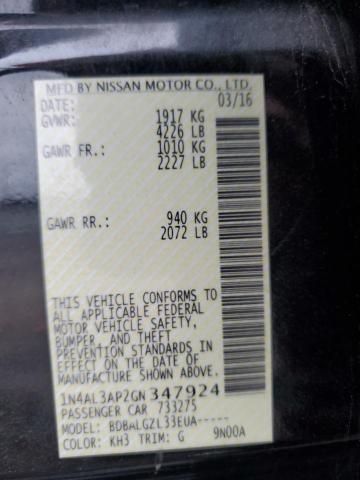 MFD BY NISSAN MOTOR CO., LTD.
DATE: 03/16
GVWR: 1917 KG
4226 LB
GAWR FR.: 1010 KG
2227 LB
GAWR RR.: 940 KG
2072 LB
THIS VEHICLE CONFORMS TO
ALL APPLICABLE FEDERAL
MOTOR VEHICLE SAFETY,
BUMPER, AND THEFT
PREVENTION STANDARDS IN
EFFECT ON THE DATE OF
MANUFACTURE SHOWN ABOVE.
1N4AL3AP2GN347924
PASSENGER CAR 733275
MODEL: BDBALGZL33EUA-----
COLOR: KH3 TRIM: G 9N00A